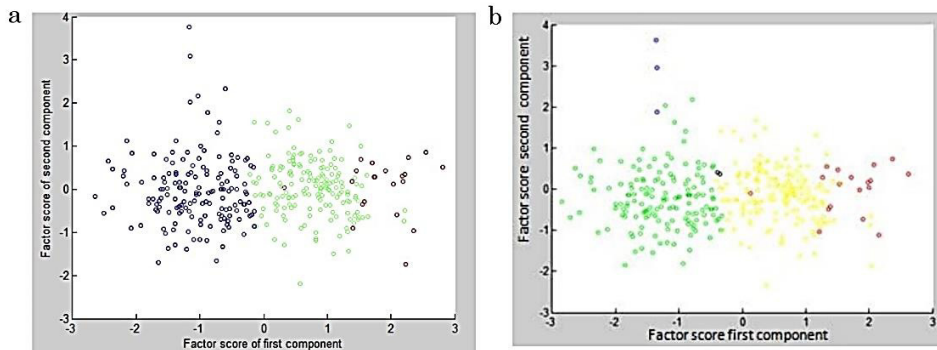 a
4
3
2
1
0
-1
-2
-3
Factor score of second component
-3 -2 -1 0 1 2 3
Factor score of first component
b
4
3
2
1
0
-1
-2
-3
Factor score second component
-3 -2 -1 0 1 2 3
Factor score first component